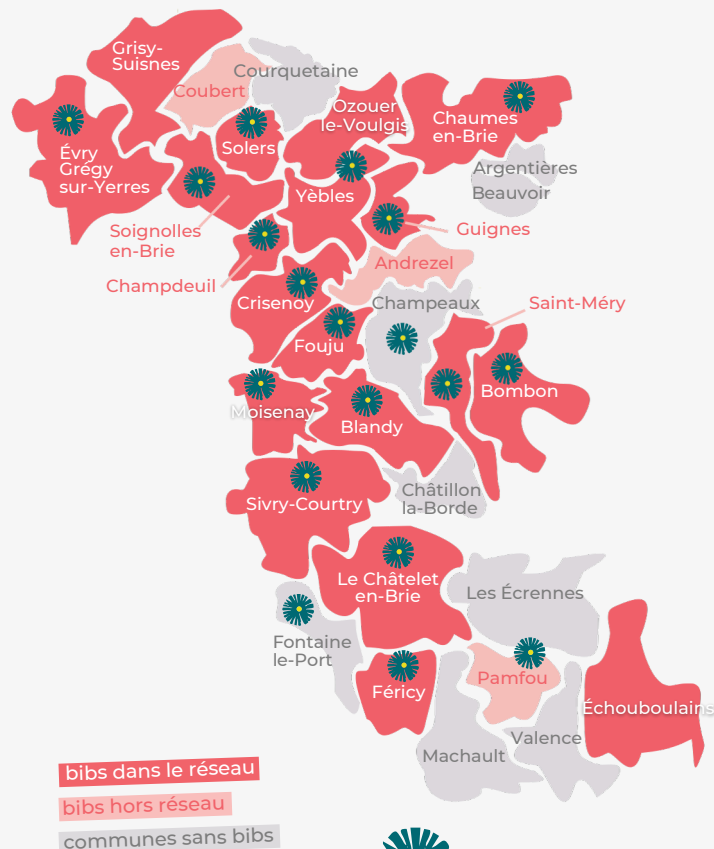 Grisy-
Suisnes
Courquetaine
Coubert
Ozouer
le-Voulgis
Chaumes
en-Brie
Solers
Évry
Grégy
sur-Yerres
Argentières
Beauvoir
Yèbles
Soignolles
en-Brie
Guignes
Andrezel
Champdeuil
Crisenoy
Champeaux
Saint-Méry
Fouju
Bombon
Moisenay
Blandy
Châtillon
la-Borde
Sivry-Courtry
Le Châtelet
en-Brie
Les Écrennes
Fontaine
le-Port
Féricy
Pamfou
Échouboulains
Valence
Machault
bibs dans le réseau
bibs hors réseau
communes sans bibs